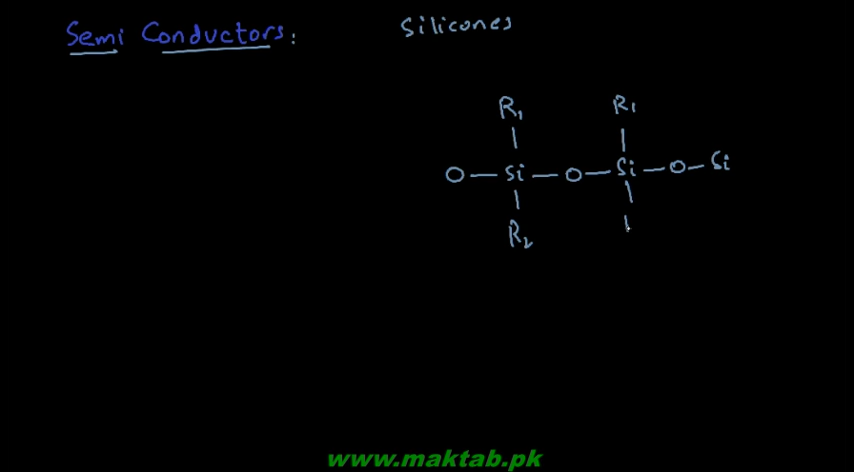 Semi Conductors:
Silicones
R1 R1
O — Si — O — Si — O — Si
R2
www.maktab.pk